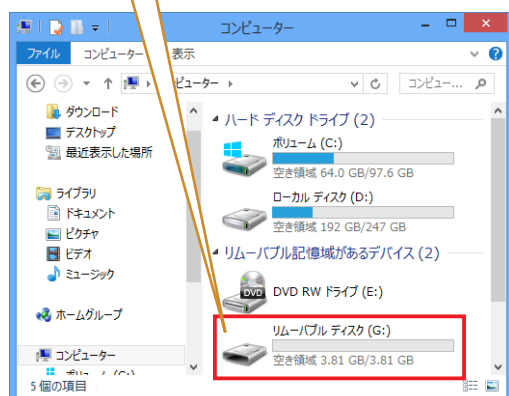 コンピューター
ファイル コンピューター 表示
ピューター
コンピュー...
ダウンロード
デスクトップ
最近表示した場所
ライブラリ
ドキュメント
ピクチャ
ビデオ
ミュージック
ホームグループ
コンピューター
5 個の項目
ハード ディスク ドライブ (2)
ボリューム (C:)
空き領域 64.0 GB/97.6 GB
ローカル ディスク (D:)
空き領域 192 GB/247 GB
リムーバブル記憶域があるデバイス (2)
DVD
DVD RW ドライブ (E:)
リムーバブル ディスク (G:)
空き領域 3.81 GB/3.81 GB